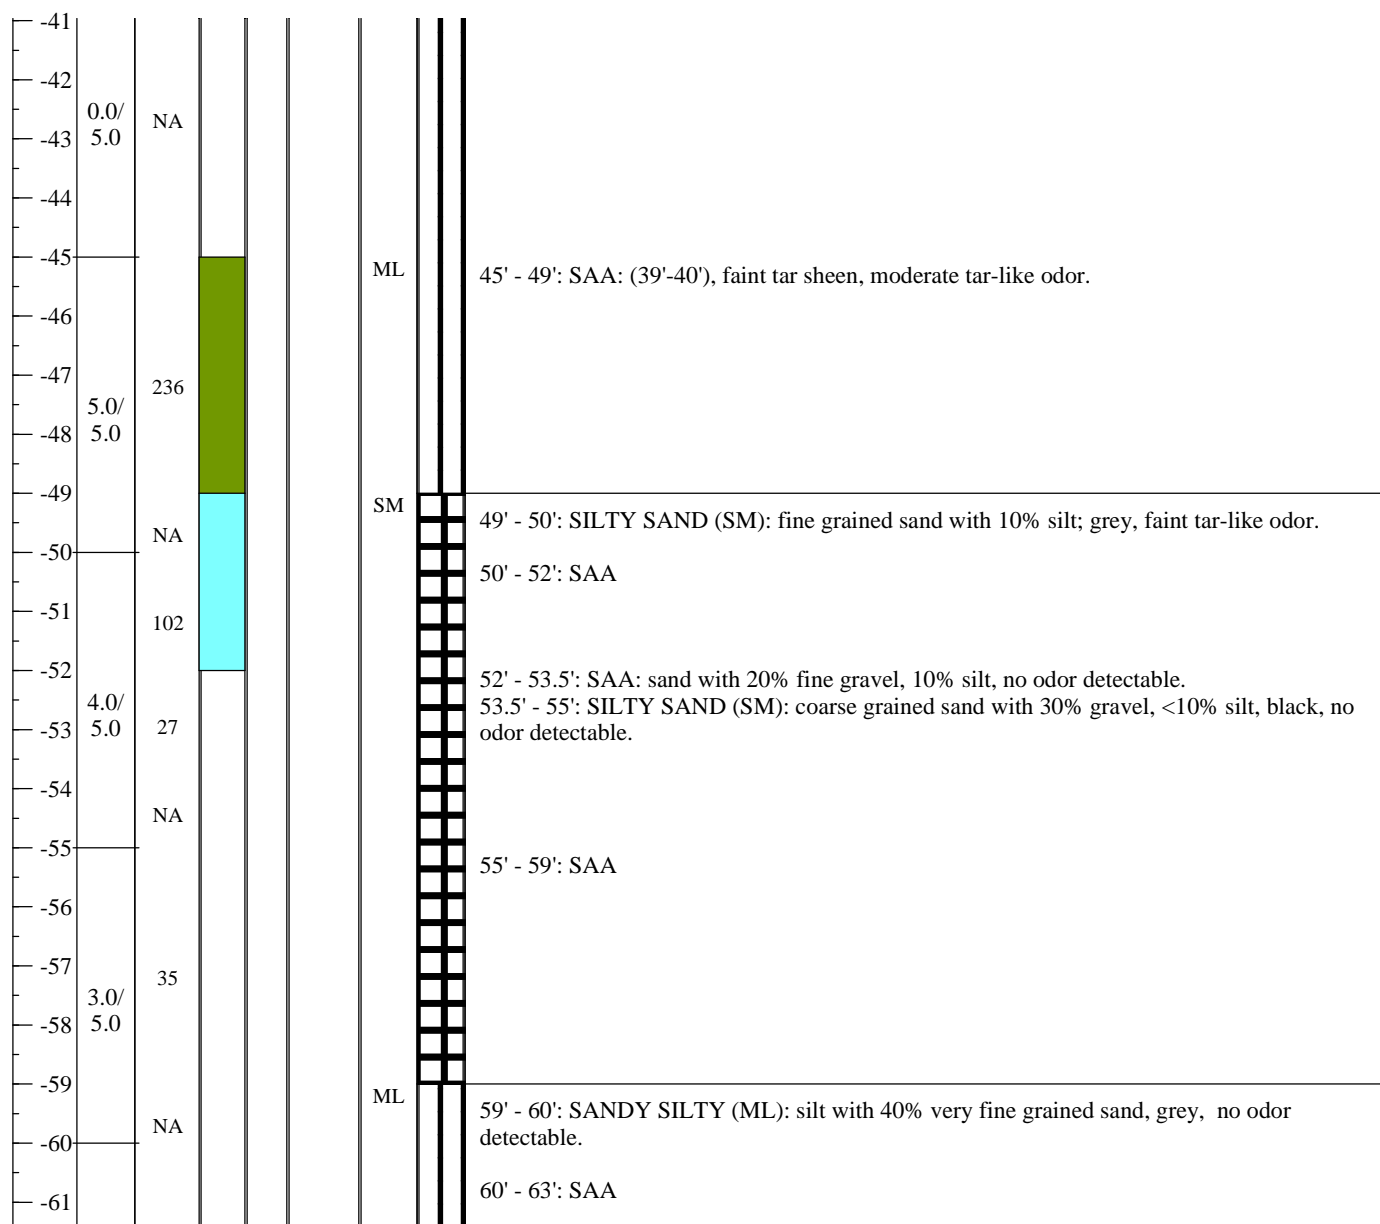 -41
-42
0.0/
5.0
NA
-43
-44
-45
ML
45' - 49': SAA: (39'-40'), faint tar sheen, moderate tar-like odor.
-46
-47
236
5.0/
5.0
-48
-49
SM
49' - 50': SILTY SAND (SM): fine grained sand with 10% silt; grey, faint tar-like odor.
NA
-50
50' - 52': SAA
-51
102
-52
52' - 53.5': SAA: sand with 20% fine gravel, 10% silt, no odor detectable.
4.0/
5.0
27
53.5' - 55': SILTY SAND (SM): coarse grained sand with 30% gravel, <10% silt, black, no
odor detectable.
-53
-54
NA
-55
55' - 59': SAA
-56
-57
35
3.0/
5.0
-58
-59
ML
59' - 60': SANDY SILTY (ML): silt with 40% very fine grained sand, grey,  no odor
detectable.
NA
-60
60' - 63': SAA
-61